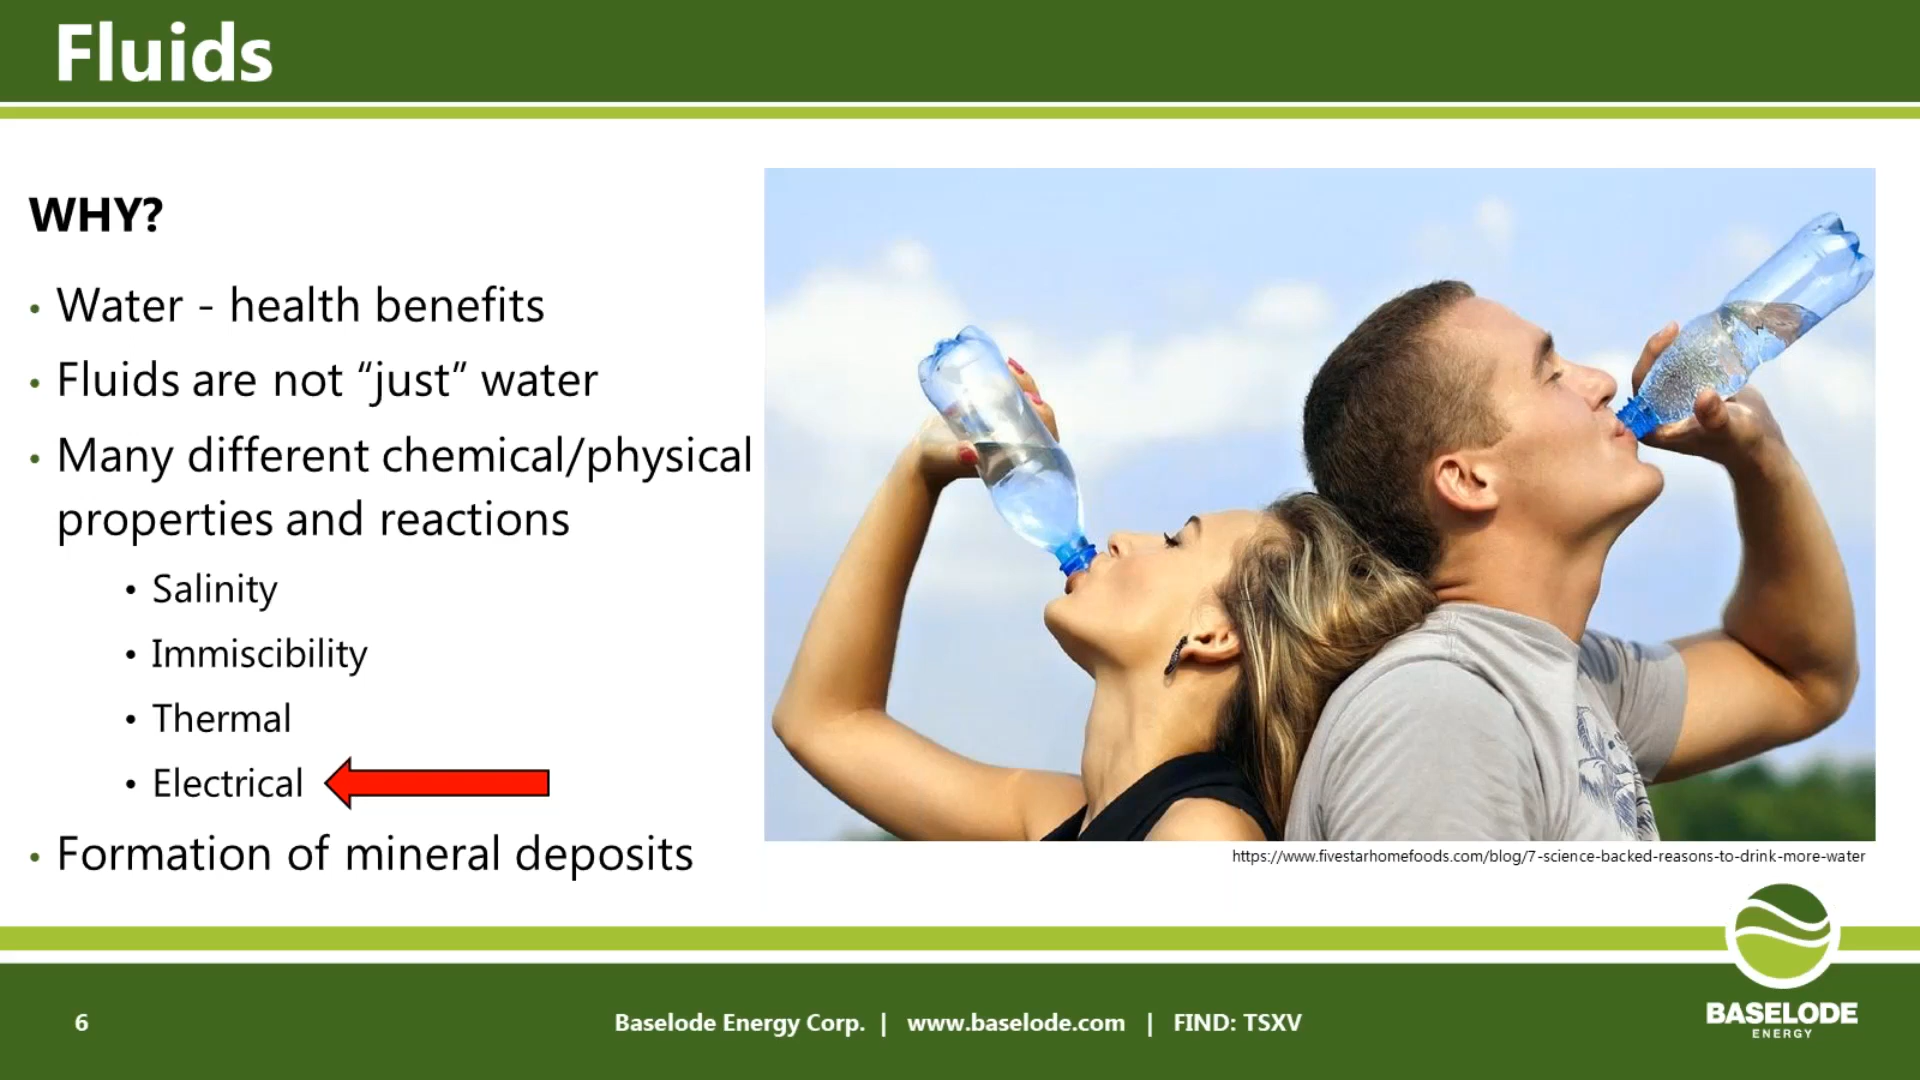 Fluids
WHY?
• Water - health benefits
• Fluids are not “just” water
• Many different chemical/physical
properties and reactions
• Salinity
• Immiscibility
• Thermal
• Electrical
• Formation of mineral deposits
https://www.fivestarhomefoods.com/blog/7-science-backed-reasons-to-drink-more-water
6
Baselode Energy Corp. | www.baselode.com | FIND: TSXV
BASELODE
ENERGY